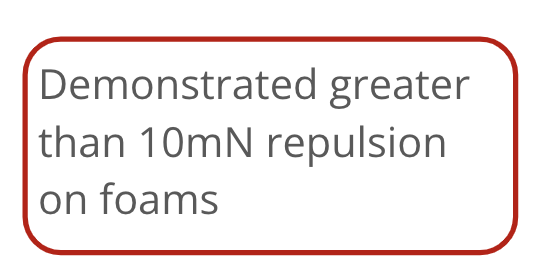 Demonstrated greater
than 10mN repulsion
on foams